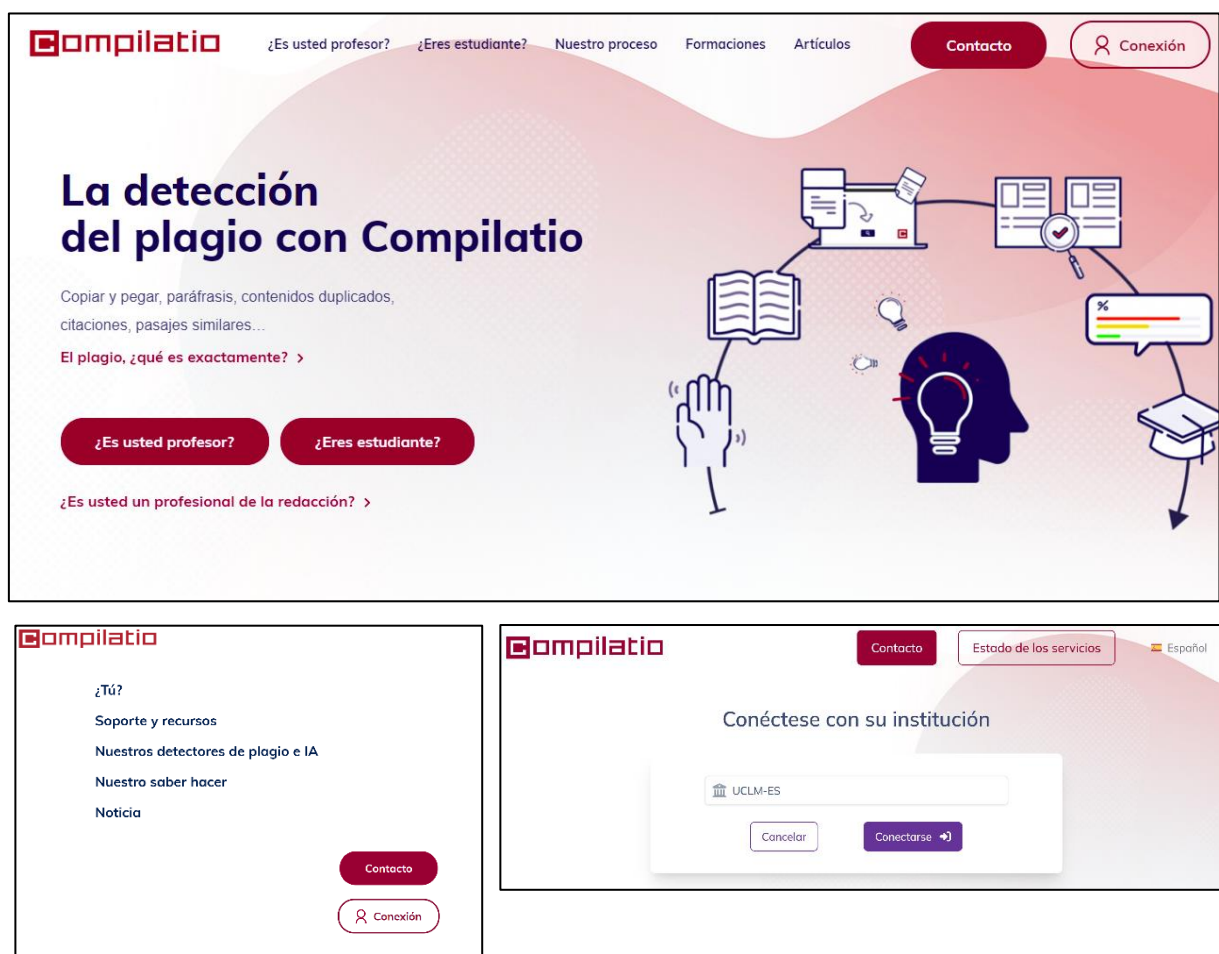 Compilatio
¿Es usted profesor? ¿Eres estudiante? Nuestro proceso Formaciones Artículos Contacto Conexión
La detección
del plagio con Compilatio
Copiar y pegar, paráfrasis, contenidos duplicados,
citaciones, pasajes similares...
El plagio, ¿qué es exactamente? >
¿Es usted profesor? ¿Eres estudiante?
¿Es usted un profesional de la redacción? >
%
Compilatio
¿Tú?
Soporte y recursos
Nuestros detectores de plagio e IA
Nuestro saber hacer
Noticia
Contacto
Conexión
Compilatio Contacto Estado de los servicios Español
Conéctese con su institución
UCLM-ES
Cancelar Conectarse